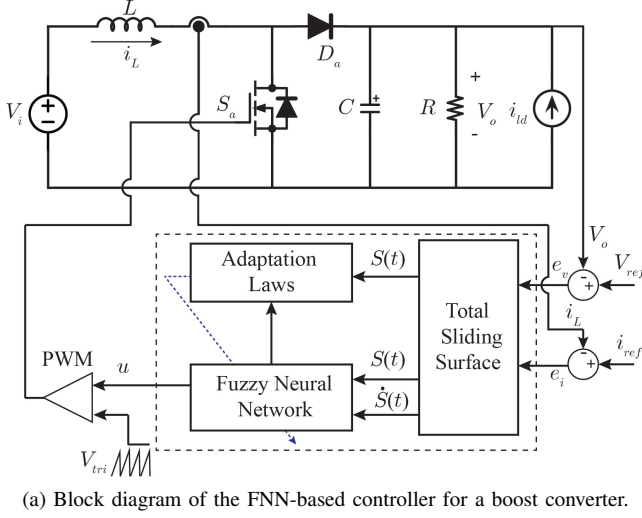 L
i_L
D_a
V_i
S_a
C
R
+
V_o
-
i_ld
V_o
Adaptation
Laws
S(t)
Total
Sliding
Surface
e_v
-
+
V_ref
i_L
PWM
u
Fuzzy Neural
Network
S(t)
Ṡ(t)
e_i
-
+
i_ref
V_tri
(a) Block diagram of the FNN-based controller for a boost converter.